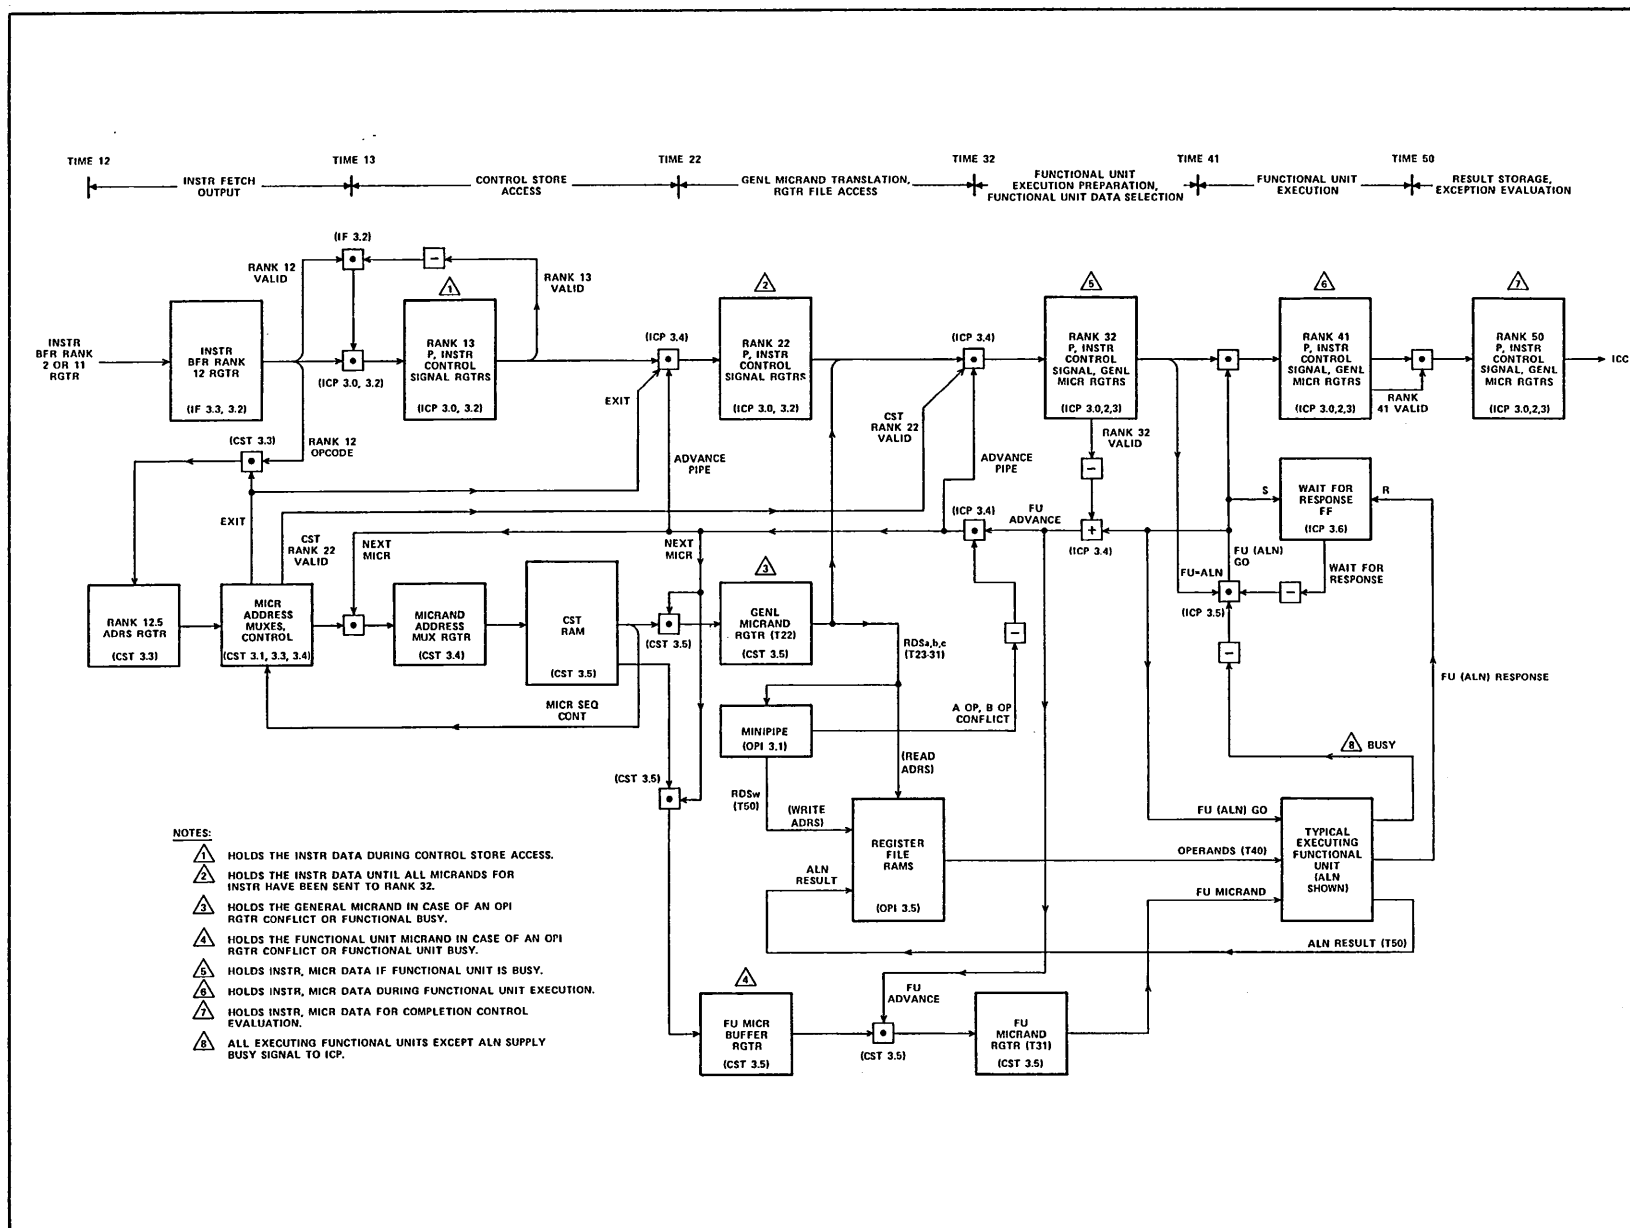 TIME 12
TIME 13
TIME 22
TIME 32
TIME 41
TIME 50
INSTR FETCH
OUTPUT
CONTROL STORE
ACCESS
GENL MICRAND TRANSLATION,
RGTR FILE ACCESS
FUNCTIONAL UNIT
EXECUTION PREPARATION,
FUNCTIONAL UNIT DATA SELECTION
FUNCTIONAL UNIT
EXECUTION
RESULT STORAGE,
EXCEPTION EVALUATION
(IF 3.2)
RANK 12
VALID
−
RANK 13
VALID
1
2
5
6
7
INSTR
BFR RANK
2 OR 11
RGTR
INSTR
BFR RANK
12 RGTR
(IF 3.3, 3.2)
(ICP 3.0, 3.2)
RANK 13
P, INSTR
CONTROL
SIGNAL RGTRS
(ICP 3.0, 3.2)
(ICP 3.4)
EXIT
RANK 22
P, INSTR
CONTROL
SIGNAL RGTRS
(ICP 3.0, 3.2)
(ICP 3.4)
CST
RANK 22
VALID
RANK 32
P, INSTR
CONTROL
SIGNAL, GENL
MICR RGTRS
(ICP 3.0,2,3)
RANK 41
P, INSTR
CONTROL
SIGNAL, GENL
MICR RGTRS
(ICP 3.0,2,3)
RANK
41 VALID
RANK 50
P, INSTR
CONTROL
SIGNAL, GENL
MICR RGTRS
(ICP 3.0,2,3)
ICC
(CST 3.3)
RANK 12
OPCODE
ADVANCE
PIPE
ADVANCE
PIPE
RANK 32
VALID
−
EXIT
CST
RANK 22
VALID
NEXT
MICR
NEXT
MICR
(ICP 3.4)
FU
ADVANCE
+
(ICP 3.4)
S
WAIT FOR
RESPONSE
FF
(ICP 3.6)
R
FU=ALN
FU (ALN)
GO
WAIT FOR
RESPONSE
−
(ICP 3.5)
−
RANK 12.5
ADRS RGTR
(CST 3.3)
MICR
ADDRESS
MUXES,
CONTROL
(CST 3.1, 3.3, 3.4)
MICRAND
ADDRESS
MUX RGTR
(CST 3.4)
CST
RAM
(CST 3.5)
(CST 3.5)
3
GENL
MICRAND
RGTR (T22)
(CST 3.5)
−
RDSa,b,c
(T23-31)
MICR SEQ
CONT
MINIPIPE
(OPI 3.1)
A OP, B OP
CONFLICT
FU (ALN) RESPONSE
8 BUSY
(CST 3.5)
RDSw
(T50)
(READ
ADRS)
(WRITE
ADRS)
REGISTER
FILE
RAMS
(OPI 3.5)
ALN
RESULT
FU (ALN) GO
OPERANDS (T40)
FU MICRAND
TYPICAL
EXECUTING
FUNCTIONAL
UNIT
(ALN
SHOWN)
ALN RESULT (T50)
4
FU MICR
BUFFER
RGTR
(CST 3.5)
FU
ADVANCE
(CST 3.5)
FU
MICRAND
RGTR (T31)
(CST 3.5)
NOTES:
1 HOLDS THE INSTR DATA DURING CONTROL STORE ACCESS.
2 HOLDS THE INSTR DATA UNTIL ALL MICRANDS FOR
INSTR HAVE BEEN SENT TO RANK 32.
3 HOLDS THE GENERAL MICRAND IN CASE OF AN OPI
RGTR CONFLICT OR FUNCTIONAL BUSY.
4 HOLDS THE FUNCTIONAL UNIT MICRAND IN CASE OF AN OPI
RGTR CONFLICT OR FUNCTIONAL UNIT BUSY.
5 HOLDS INSTR, MICR DATA IF FUNCTIONAL UNIT IS BUSY.
6 HOLDS INSTR, MICR DATA DURING FUNCTIONAL UNIT EXECUTION.
7 HOLDS INSTR, MICR DATA FOR COMPLETION CONTROL
EVALUATION.
8 ALL EXECUTING FUNCTIONAL UNITS EXCEPT ALN SUPPLY
BUSY SIGNAL TO ICP.